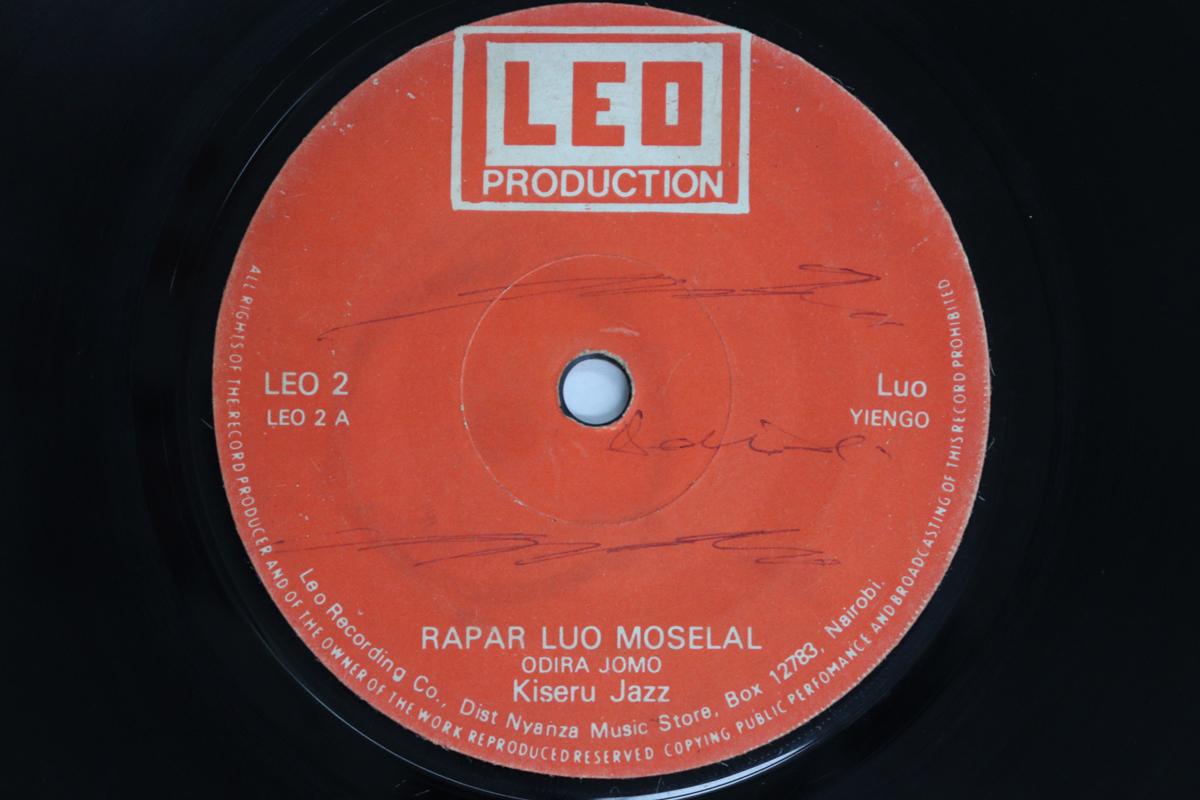 LEO
PRODUCTION
LEO 2
LEO 2 A
Luo
YIENGO
RAPAR LUO MOSELAL
ODIRA JOMO
Kiseru Jazz
Leo Recording Co., Dist Nyanza Music Store, Box 12783, Nairobi.
ALL RIGHTS OF THE RECORD PRODUCER AND OF THE OWNER OF THE WORK REPRODUCED RESERVED COPYING PUBLIC PERFOMANCE AND BROADCASTING OF THIS RECORD PROHIBITED